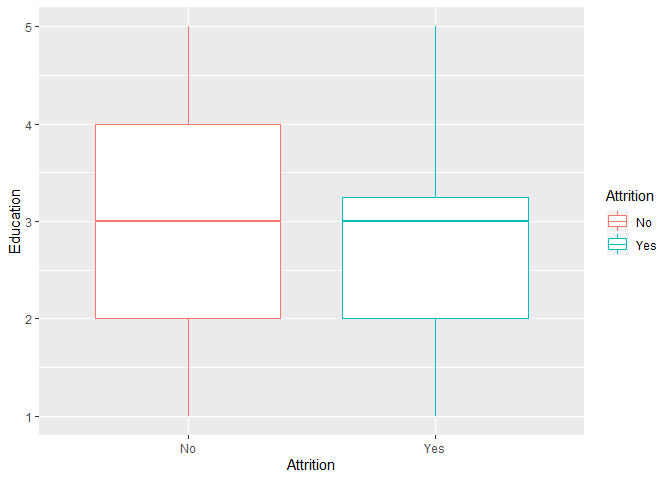 5
4
3
2
1
Education
No
Yes
Attrition
Attrition
No
Yes